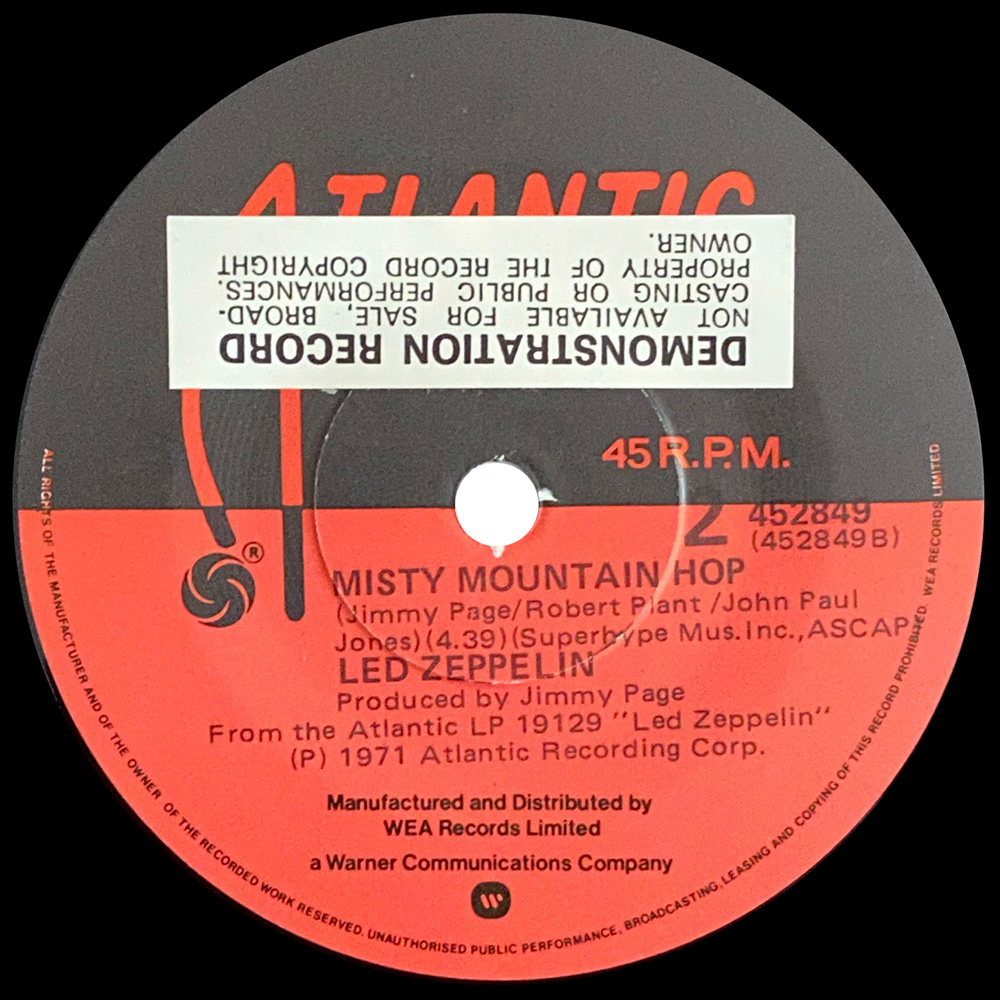 ATLANTIC
DEMONSTRATION RECORD
NOT AVAILABLE FOR SALE, BROAD-
CASTING OR PUBLIC PERFORMANCES.
PROPERTY OF THE RECORD COPYRIGHT
OWNER.
45 R.P.M.
2 452849
(452849B)
®
MISTY MOUNTAIN HOP
(Jimmy Page/Robert Plant /John Paul
Jones)(4.39)(Superhype Mus.Inc.,ASCAP)
LED ZEPPELIN
Produced by Jimmy Page
From the Atlantic LP 19129 "Led Zeppelin"
(P) 1971 Atlantic Recording Corp.
Manufactured and Distributed by
WEA Records Limited
a Warner Communications Company
ALL RIGHTS OF THE MANUFACTURER AND OF THE OWNER OF THE RECORDED WORK RESERVED. UNAUTHORISED PUBLIC PERFORMANCE, BROADCASTING, LEASING AND COPYING OF THIS RECORD PROHIBITED. WEA RECORDS LIMITED